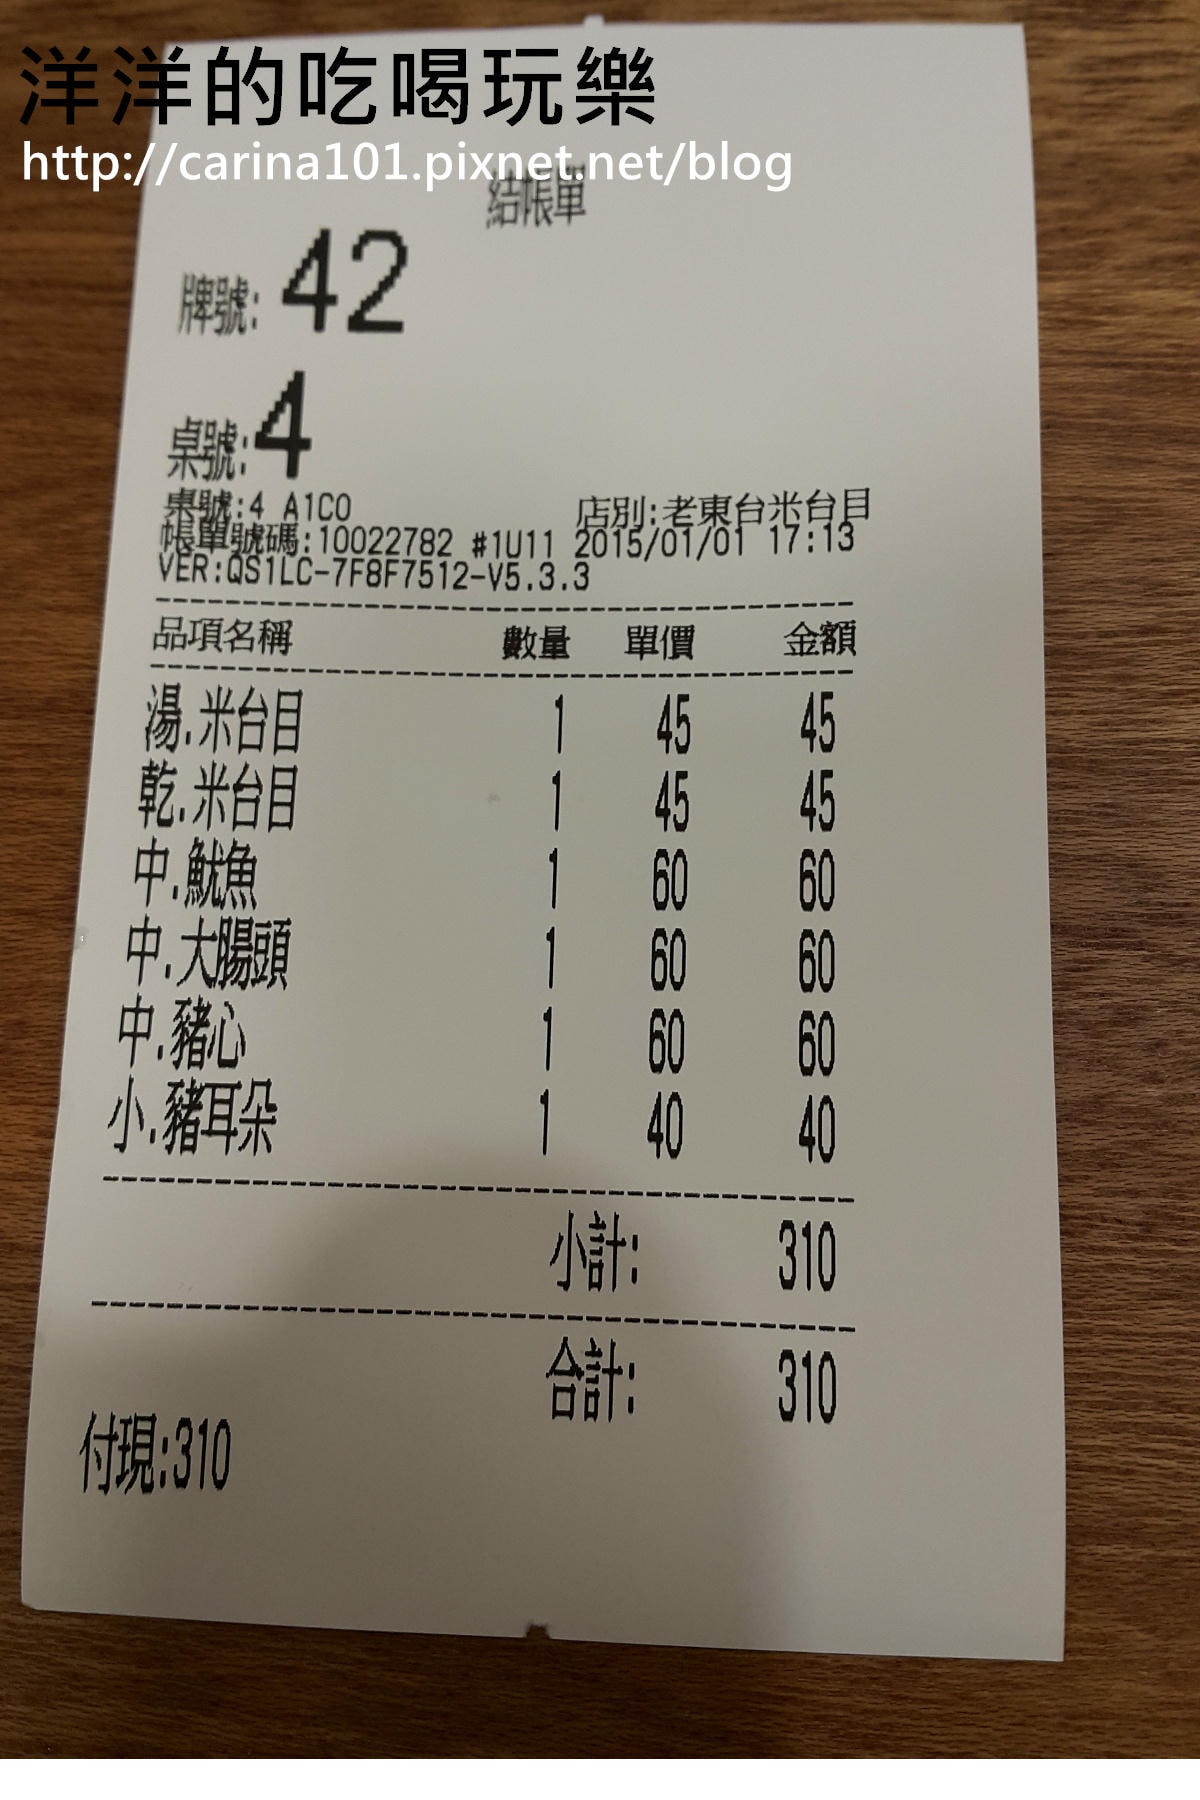 洋洋的吃喝玩樂
http://carina101.pixnet.net/blog
結帳單
牌號: 42
桌號:4
桌號:4 A1C0 店別:老東台米台目
帳單號碼:10022782 #1U11 2015/01/01 17:13
VER:QS1LC-7F8F7512-V5.3.3
品項名稱 數量 單價 金額
湯.米台目 1 45 45
乾.米台目 1 45 45
中.魷魚 1 60 60
中.大腸頭 1 60 60
中.豬心 1 60 60
小.豬耳朵 1 40 40
小計: 310
合計: 310
付現:310